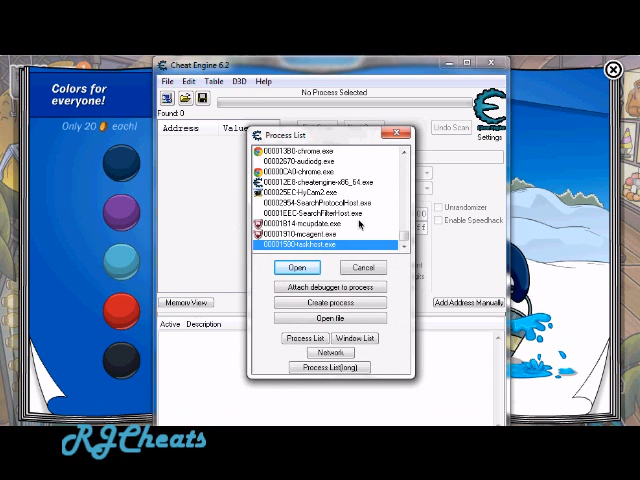 Cheat Engine 6.2
File Edit Table D3D Help
No Process Selected
Found: 0
Address Value
Undo Scan
Settings
Colors for
everyone!
Only 20 each!
Process List
000013B0-chrome.exe
00002670-audiodg.exe
00000CA0-chrome.exe
000012E8-cheatengine-x86_64.exe
000025EC-HyCam2.exe
00002954-SearchProtocolHost.exe
00001EEC-SearchFilterHost.exe
00001B14-mcupdate.exe
00001910-mcagent.exe
00001580-taskhost.exe
Open Cancel
Attach debugger to process
Create process
Open file
Process List Window List
Network
Process List(long)
Unrandomizer
Enable Speedhack
Memory View
Add Address Manually
Active Description
RJCheats